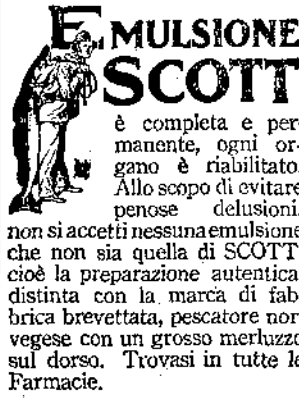 EMULSIONE
SCOTT
è completa e per-
manente, ogni or-
gano è riabilitato.
Allo scopo di evitare
penose delusioni,
non si accetti nessuna emulsione
che non sia quella di SCOTT
cioè la preparazione autentica
distinta con la marca di fab-
brica brevettata, pescatore nor-
vegese con un grosso merluzzo
sul dorso. Trovasi in tutte le
Farmacie.